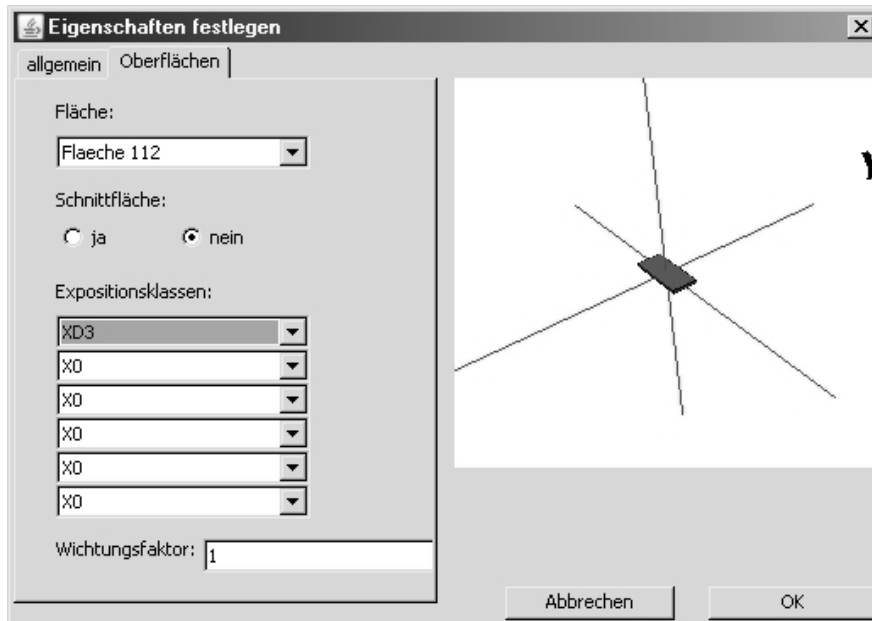 Eigenschaften festlegen
allgemein Oberflächen
Fläche:
Flaeche 112
Schnittfläche:
ja nein
Expositionsklassen:
XD3
X0
X0
X0
X0
X0
Wichtungsfaktor: 1
Abbrechen OK